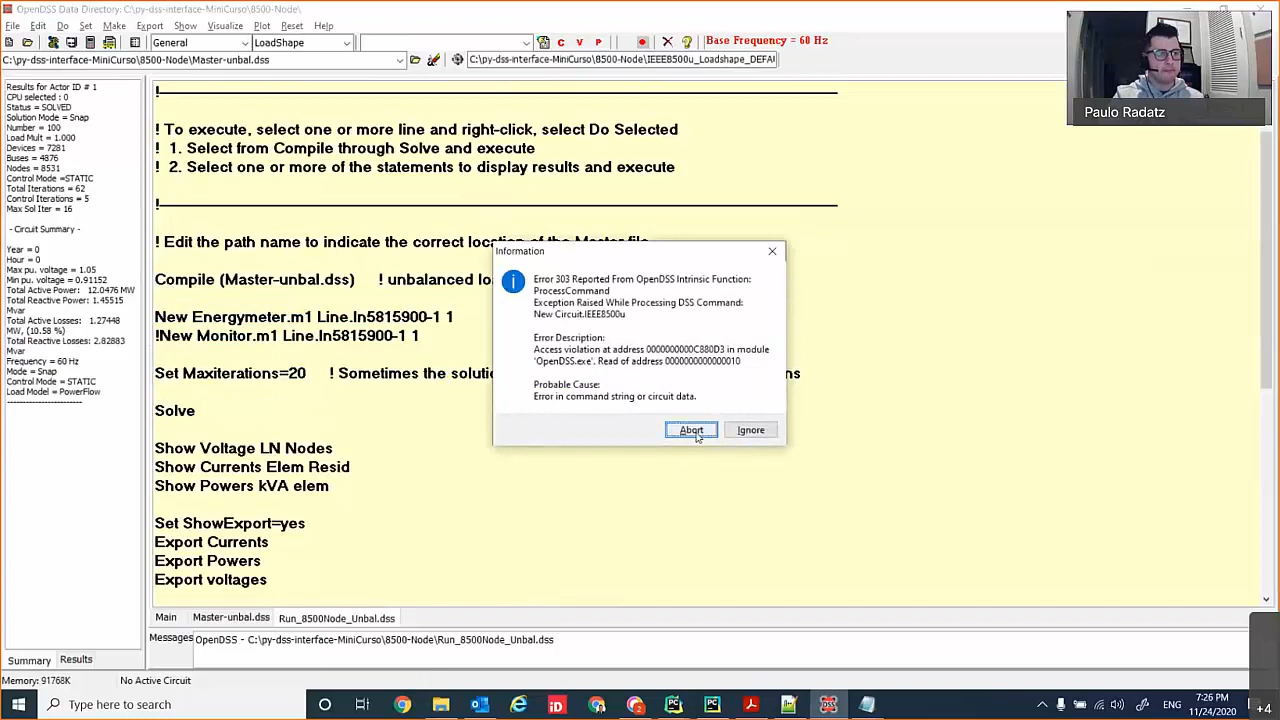 OpenDSS Data Directory: C:\py-dss-interface-MiniCurso\8500-Node\
File Edit Do Set Make Export Show Visualize Plot Reset Help
General LoadShape Base Frequency = 60 Hz
C:\py-dss-interface-MiniCurso\8500-Node\Master-unbal.dss C:\py-dss-interface-MiniCurso\8500-Node\IEEE8500u_Loadshape_DEFAU
Paulo Radatz
Results for Actor ID # 1
CPU selected : 0
Status = SOLVED
Solution Mode = Snap
Number = 100
Load Mult = 1.000
Devices = 7281
Buses = 4876
Nodes = 8531
Control Mode =STATIC
Total Iterations = 62
Control Iterations = 5
Max Sol Iter = 16
- Circuit Summary -
Year = 0
Hour = 0
Max pu. voltage = 1.05
Min pu. voltage = 0.91152
Total Active Power: 12.0476 MW
Total Reactive Power: 1.45515
Mvar
Total Active Losses: 1.27448
MW, (10.58 %)
Total Reactive Losses: 2.82883
Mvar
Frequency = 60 Hz
Mode = Snap
Control Mode = STATIC
Load Model = PowerFlow
-----------------------
Summary Results
! To execute, select one or more line and right-click, select Do Selected
! 1. Select from Compile through Solve and execute
! 2. Select one or more of the statements to display results and execute
! Edit the path name to indicate the correct location of the Master file
Compile (Master-unbal.dss) ! unbalanced lo
New Energymeter.m1 Line.ln5815900-1 1
!New Monitor.m1 Line.ln5815900-1 1
Set Maxiterations=20 ! Sometimes the soluti ns
Solve
Show Voltage LN Nodes
Show Currents Elem Resid
Show Powers kVA elem
Set ShowExport=yes
Export Currents
Export Powers
Export voltages
Information
Error 303 Reported From OpenDSS Intrinsic Function:
ProcessCommand
Exception Raised While Processing DSS Command:
New Circuit.IEEE8500u
Error Description:
Access violation at address 0000000000C880D3 in module
'OpenDSS.exe'. Read of address 0000000000000010
Probable Cause:
Error in command string or circuit data.
Abort Ignore
Main Master-unbal.dss Run_8500Node_Unbal.dss
Messages OpenDSS - C:\py-dss-interface-MiniCurso\8500-Node\Run_8500Node_Unbal.dss
Memory: 91768K No Active Circuit
Type here to search
ENG
7:26 PM
11/24/2020
+4